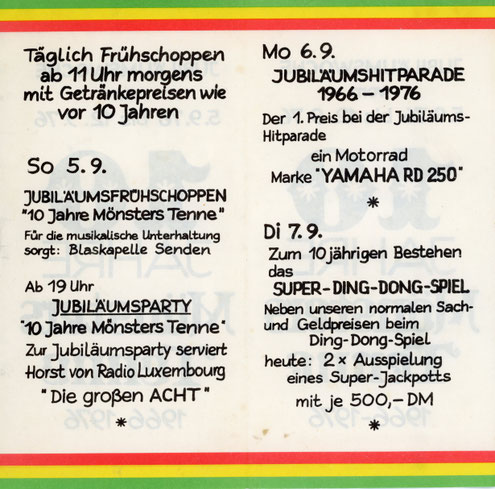 Täglich Frühschoppen
ab 11 Uhr morgens
mit Getränkepreisen wie
vor 10 Jahren
So 5.9.
JUBILÄUMSFRÜHSCHOPPEN
"10 Jahre Mönsters Tenne"
Für die musikalische Unterhaltung
sorgt: Blaskapelle Senden
Ab 19 Uhr
JUBILÄUMSPARTY
"10 Jahre Mönsters Tenne"
Zur Jubiläumsparty serviert
Horst von Radio Luxembourg
"Die großen ACHT"
*
Mo 6.9.
JUBILÄUMSHITPARADE
1966 – 1976
Der 1. Preis bei der Jubiläums-
Hitparade
ein Motorrad
Marke "YAMAHA RD 250"
*
Di 7.9.
Zum 10jährigen Bestehen
das
SUPER-DING-DONG-SPIEL
Neben unseren normalen Sach-
und Geldpreisen beim
Ding-Dong-Spiel
heute: 2 x Ausspielung
eines Super-Jackpotts
mit je 500,-DM
*